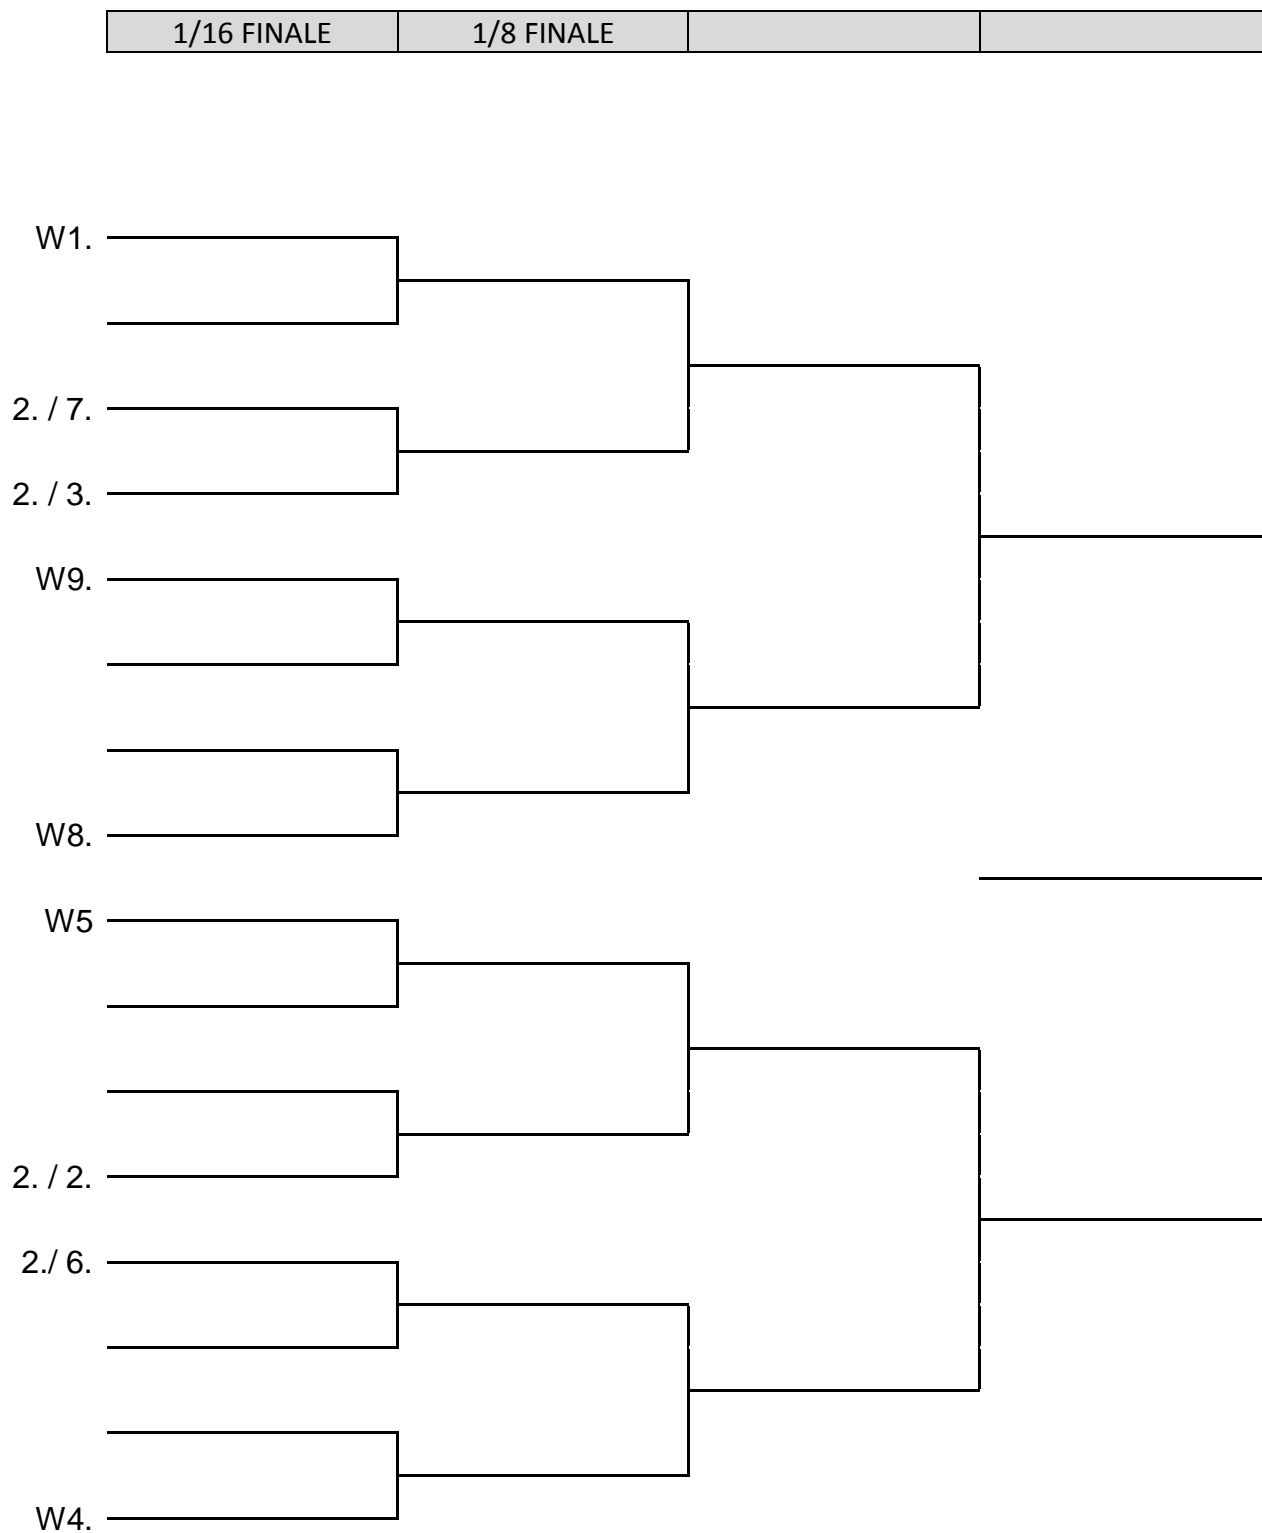 1/16 FINALE 1/8 FINALE
W1.
2. / 7.
2. / 3.
W9.
W8.
W5
2. / 2.
2./ 6.
W4.